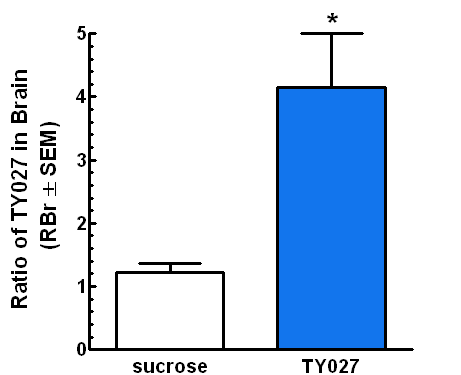 *
5
4
3
2
1
0
Ratio of TY027 in Brain
(RBr ± SEM)
sucrose TY027